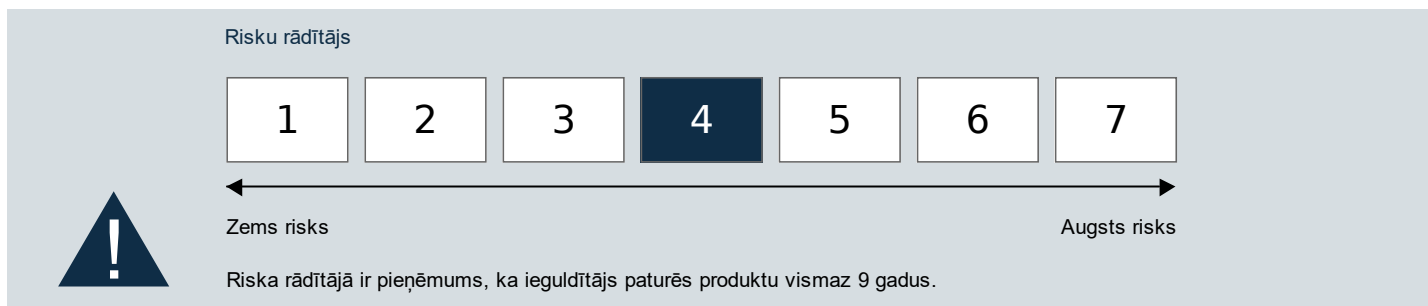 Risku rādītājs
1 2 3 4 5 6 7
Zems risks Augsts risks
!
Riska rādītājā ir pieņēmums, ka ieguldītājs paturēs produktu vismaz 9 gadus.